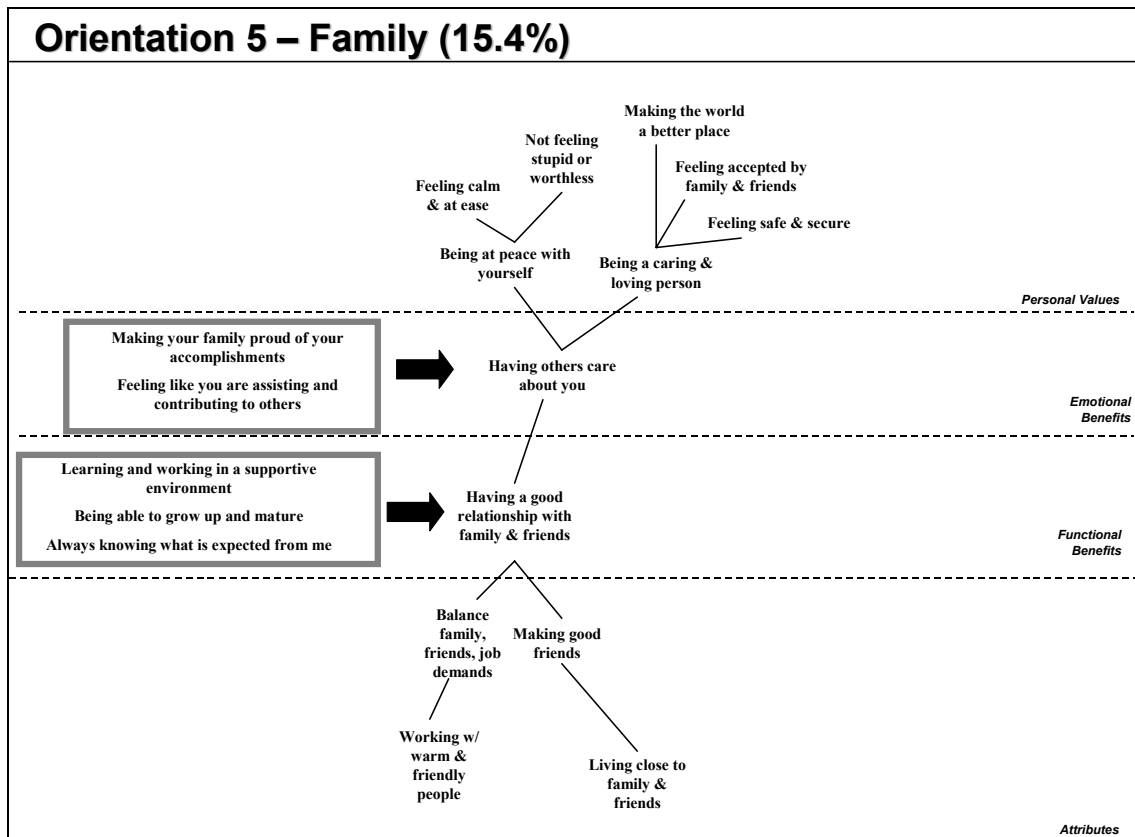 Orientation 5 – Family (15.4%)
Making the world
a better place
Not feeling
stupid or
worthless
Feeling accepted by
family & friends
Feeling calm
& at ease
Feeling safe & secure
Being at peace with
yourself
Being a caring &
loving person
Personal Values
Making your family proud of your
accomplishments
Feeling like you are assisting and
contributing to others
Having others care
about you
Emotional
Benefits
Learning and working in a supportive
environment
Being able to grow up and mature
Always knowing what is expected from me
Having a good
relationship with
family & friends
Functional
Benefits
Balance
family,
friends, job
demands
Making good
friends
Working w/
warm &
friendly
people
Living close to
family &
friends
Attributes